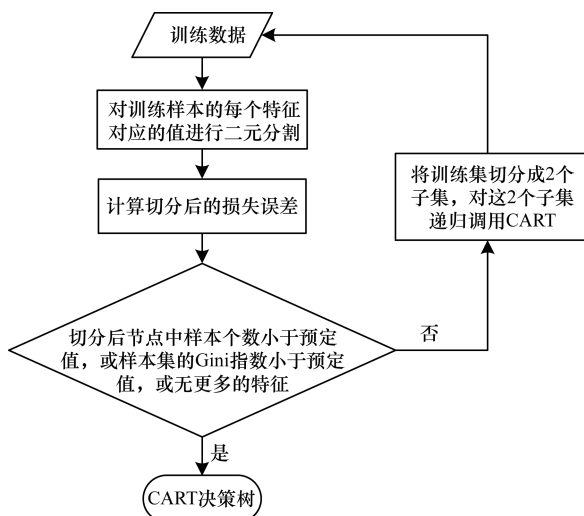 训练数据
对训练样本的每个特征
对应的值进行二元分割
计算切分后的损失误差
将训练集切分成2个
子集，对这2个子集
递归调用CART
切分后节点中样本个数小于预定
值，或样本集的Gini指数小于预定
值，或无更多的特征
否
是
CART决策树